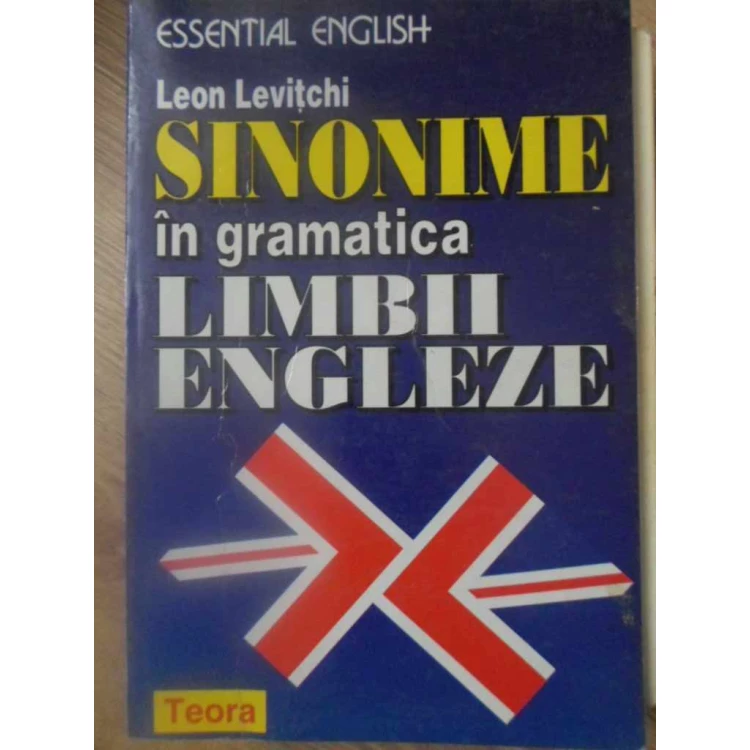 ESSENTIAL ENGLISH
Leon Levițchi
SINONIME
în gramatica
LIMBII
ENGLEZE
Teora